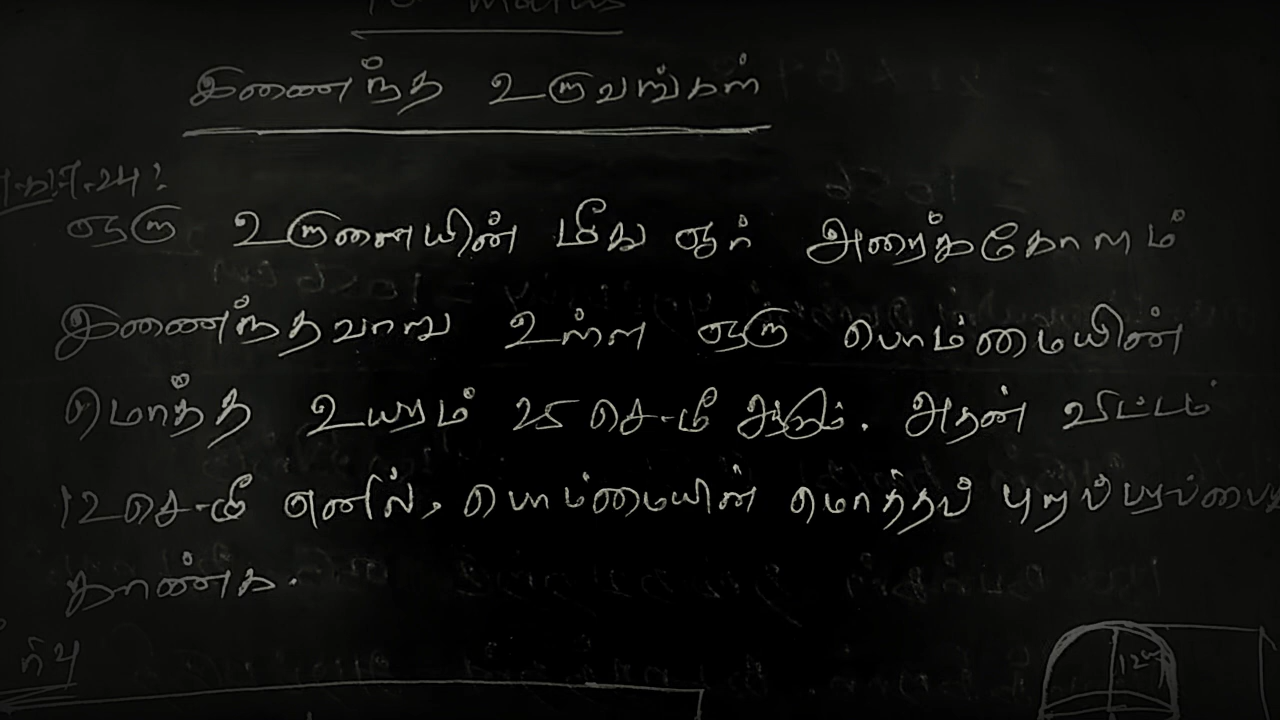 இணைந்த உருவங்கள்
ஒரு உருளையின் மீது ஓர் அரைக்கோளம்
இணைந்தவாறு உள்ள ஒரு பொம்மையின்
மொத்த உயரம் 25 செ.மீ ஆகும். அதன் விட்டம்
12 செ.மீ எனில், பொம்மையின் மொத்தப் புறப்பரப்பை
காண்க.
12